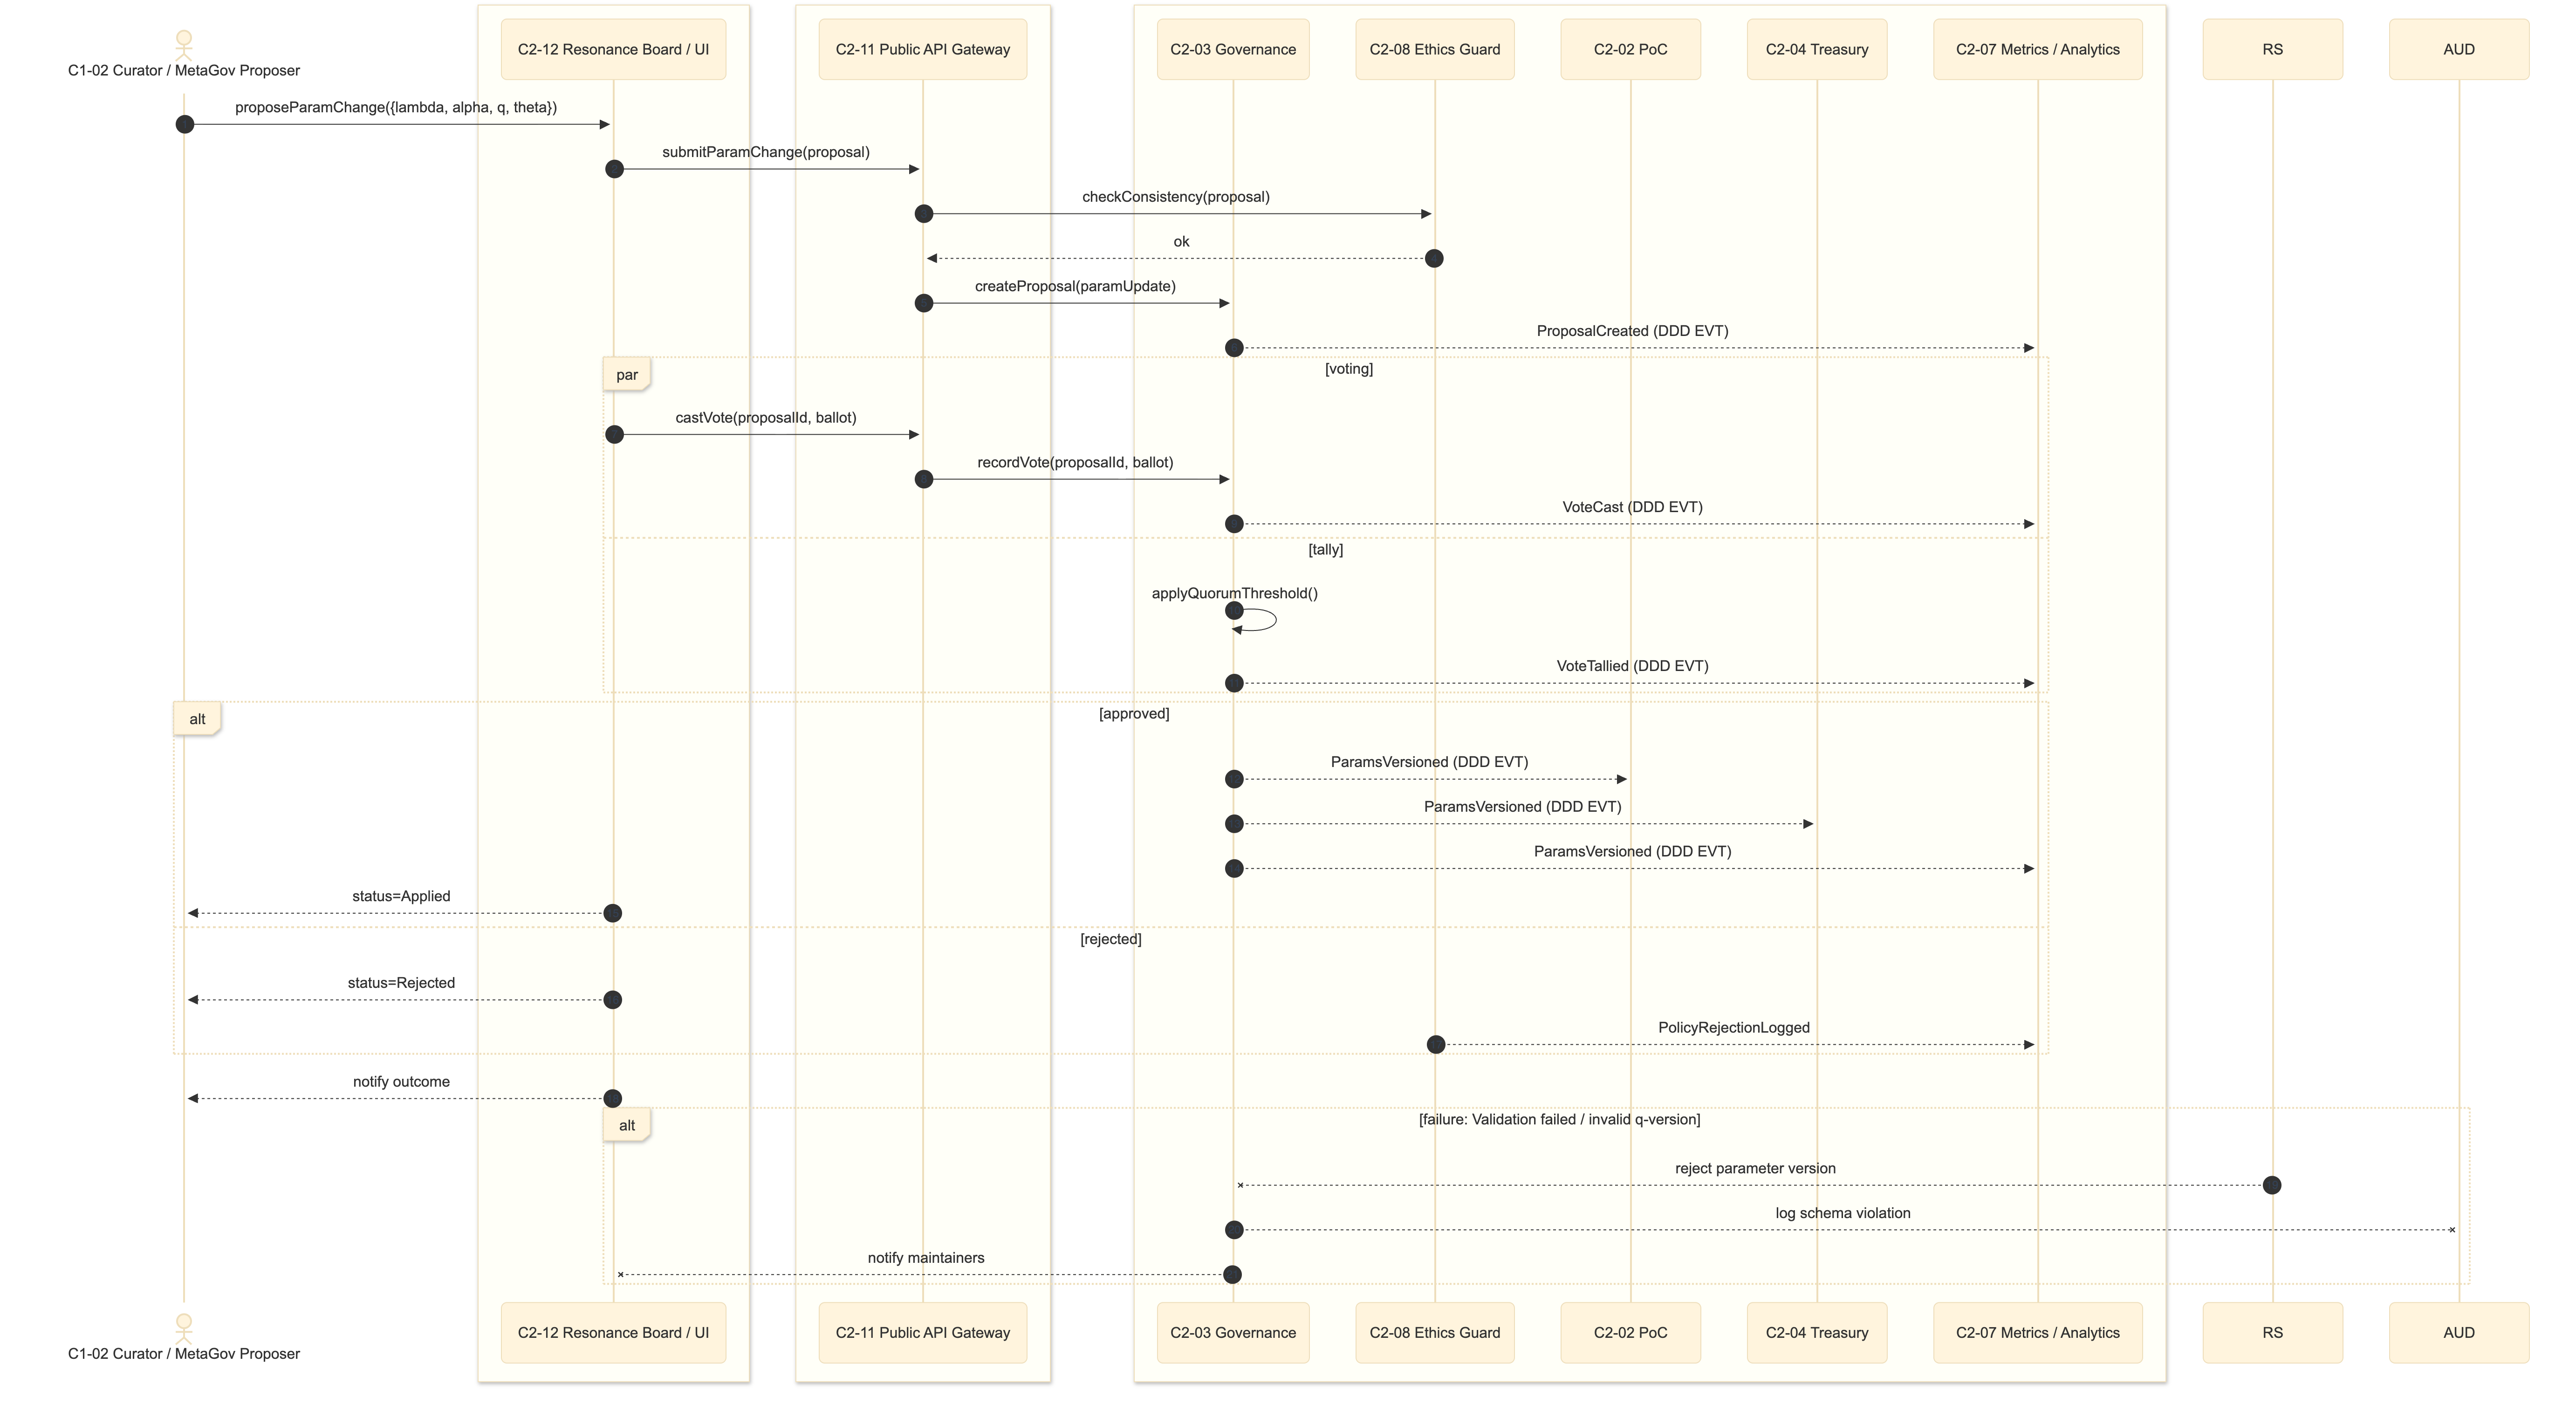 C1-02 Curator / MetaGov Proposer
C2-12 Resonance Board / UI
C2-11 Public API Gateway
C2-03 Governance
C2-08 Ethics Guard
C2-02 PoC
C2-04 Treasury
C2-07 Metrics / Analytics
RS
AUD
proposeParamChange({lambda, alpha, q, theta})
submitParamChange(proposal)
checkConsistency(proposal)
ok
createProposal(paramUpdate)
ProposalCreated (DDD EVT)
par
[voting]
castVote(proposalId, ballot)
recordVote(proposalId, ballot)
VoteCast (DDD EVT)
[tally]
applyQuorumThreshold()
VoteTallied (DDD EVT)
alt
[approved]
ParamsVersioned (DDD EVT)
ParamsVersioned (DDD EVT)
ParamsVersioned (DDD EVT)
status=Applied
[rejected]
status=Rejected
PolicyRejectionLogged
notify outcome
alt
[failure: Validation failed / invalid q-version]
reject parameter version
log schema violation
notify maintainers
C1-02 Curator / MetaGov Proposer
C2-12 Resonance Board / UI
C2-11 Public API Gateway
C2-03 Governance
C2-08 Ethics Guard
C2-02 PoC
C2-04 Treasury
C2-07 Metrics / Analytics
RS
AUD